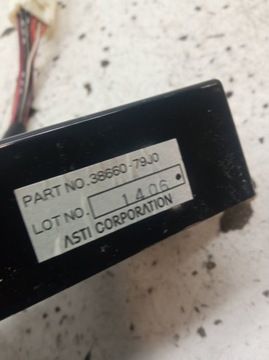 PART NO.38660-79J0
LOT NO. 1406
ASTI CORPORATION